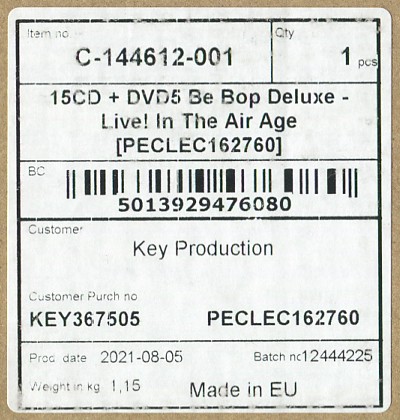 Item no. Qty
C-144612-001 1 pcs
15CD + DVD5 Be Bop Deluxe -
Live! In The Air Age
[PECLEC162760]
BC
5013929476080
Customer
Key Production
Customer Purch no
KEY367505 PECLEC162760
Prod date 2021-08-05 Batch no 12444225
Weight in kg 1,15 Made in EU